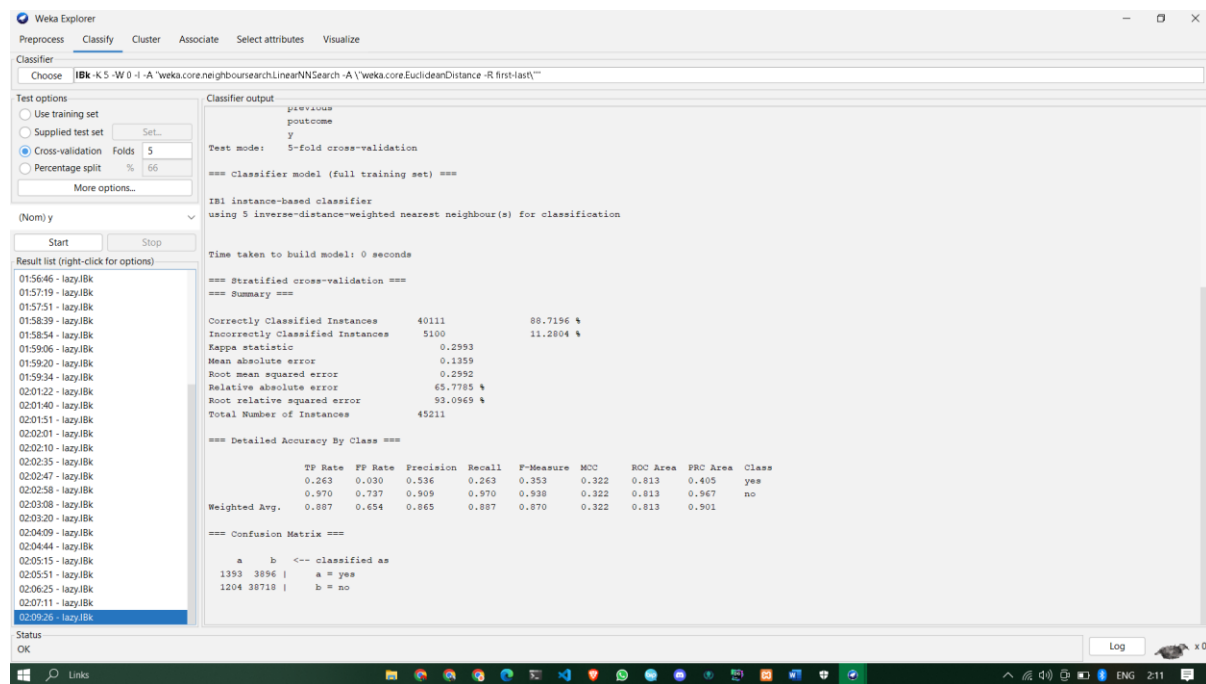 Weka Explorer
Preprocess Classify Cluster Associate Select attributes Visualize
Classifier
Choose IBk -K 5 -W 0 -I -A "weka.core.neighboursearch.LinearNNSearch -A \"weka.core.EuclideanDistance -R first-last\""
Test options
Use training set
Supplied test set Set...
Cross-validation Folds 5
Percentage split % 66
More options...
(Nom) y
Start Stop
Result list (right-click for options)
01:56:46 - lazy.IBk
01:57:19 - lazy.IBk
01:57:51 - lazy.IBk
01:58:39 - lazy.IBk
01:58:54 - lazy.IBk
01:59:06 - lazy.IBk
01:59:20 - lazy.IBk
01:59:34 - lazy.IBk
02:01:22 - lazy.IBk
02:01:40 - lazy.IBk
02:01:51 - lazy.IBk
02:02:01 - lazy.IBk
02:02:10 - lazy.IBk
02:02:35 - lazy.IBk
02:02:47 - lazy.IBk
02:02:58 - lazy.IBk
02:03:08 - lazy.IBk
02:03:20 - lazy.IBk
02:04:09 - lazy.IBk
02:04:44 - lazy.IBk
02:05:15 - lazy.IBk
02:05:51 - lazy.IBk
02:06:25 - lazy.IBk
02:07:11 - lazy.IBk
02:09:26 - lazy.IBk
Classifier output
previous
poutcome
y
Test mode: 5-fold cross-validation
=== Classifier model (full training set) ===
IB1 instance-based classifier
using 5 inverse-distance-weighted nearest neighbour(s) for classification
Time taken to build model: 0 seconds
=== Stratified cross-validation ===
=== Summary ===
Correctly Classified Instances 40111 88.7196 %
Incorrectly Classified Instances 5100 11.2804 %
Kappa statistic 0.2993
Mean absolute error 0.1359
Root mean squared error 0.2992
Relative absolute error 65.7785 %
Root relative squared error 93.0969 %
Total Number of Instances 45211
=== Detailed Accuracy By Class ===
TP Rate FP Rate Precision Recall F-Measure MCC ROC Area PRC Area Class
0.263 0.030 0.536 0.263 0.353 0.322 0.813 0.405 yes
0.970 0.737 0.909 0.970 0.938 0.322 0.813 0.967 no
Weighted Avg. 0.887 0.654 0.865 0.887 0.870 0.322 0.813 0.901
=== Confusion Matrix ===
a b <-- classified as
1393 3896 | a = yes
1204 38718 | b = no
Status
OK
Log x 0
Links
ENG 2:11